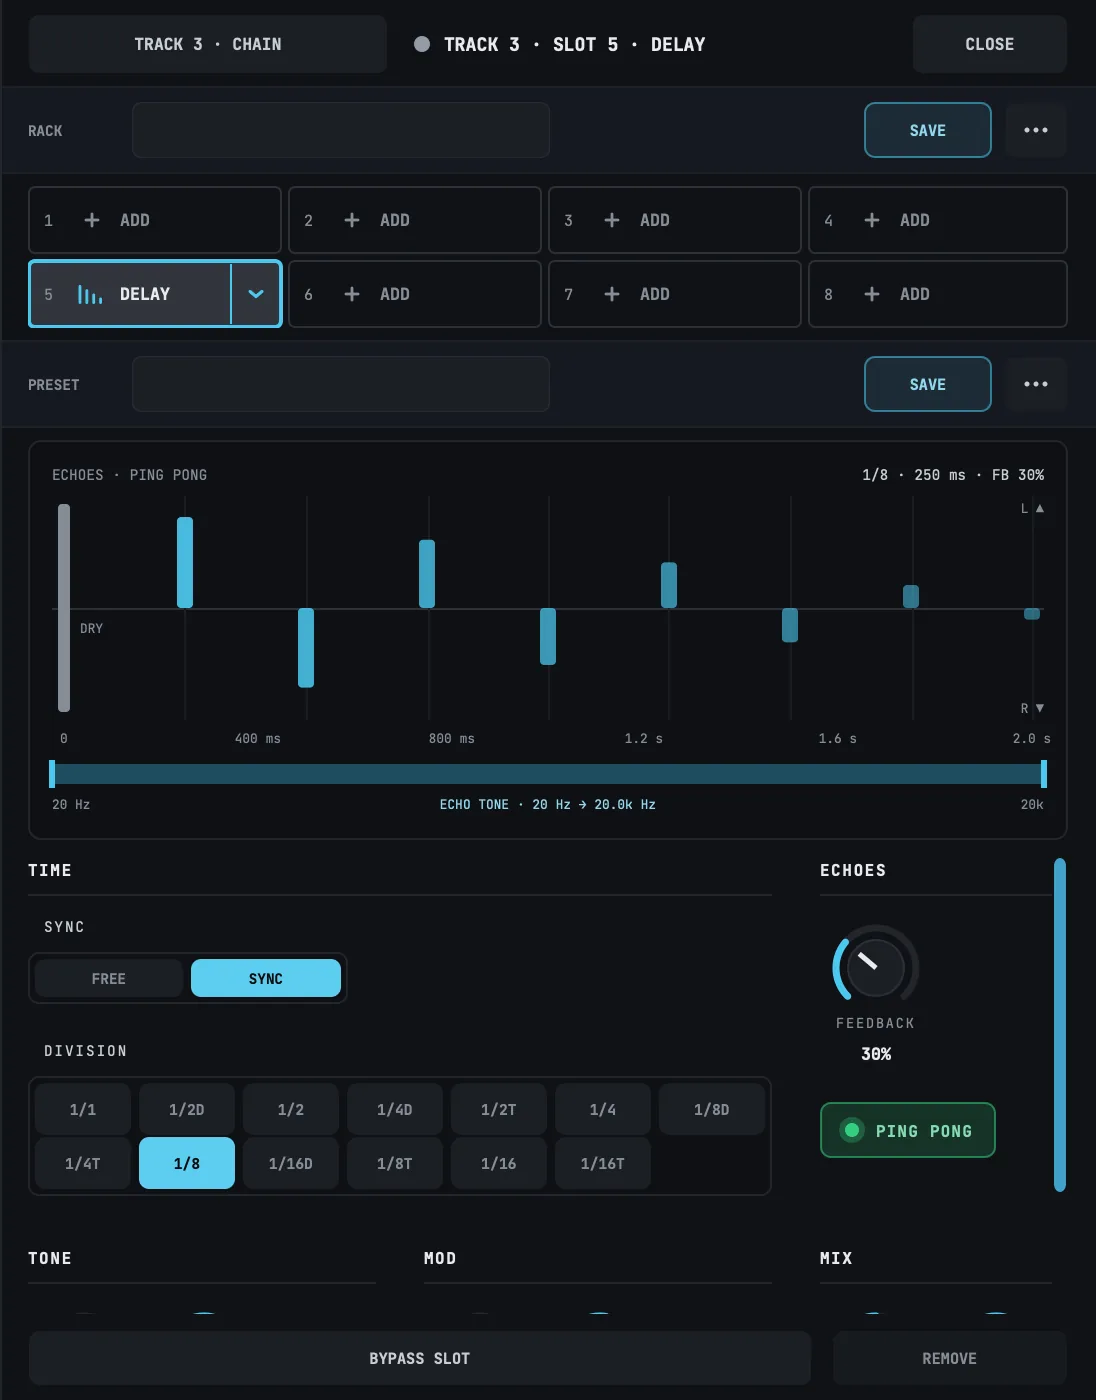 TRACK 3 · CHAIN
TRACK 3 · SLOT 5 · DELAY
CLOSE
RACK
SAVE
1 + ADD
2 + ADD
3 + ADD
4 + ADD
5 DELAY
6 + ADD
7 + ADD
8 + ADD
PRESET
SAVE
ECHOES · PING PONG
1/8 · 250 ms · FB 30%
L ▲
DRY
R ▼
0 400 ms 800 ms 1.2 s 1.6 s 2.0 s
20 Hz
ECHO TONE · 20 Hz → 20.0k Hz
20k
TIME
SYNC
FREE SYNC
DIVISION
1/1 1/2D 1/2 1/4D 1/2T 1/4 1/8D
1/4T 1/8 1/16D 1/8T 1/16 1/16T
ECHOES
FEEDBACK
30%
PING PONG
TONE
MOD
MIX
BYPASS SLOT
REMOVE